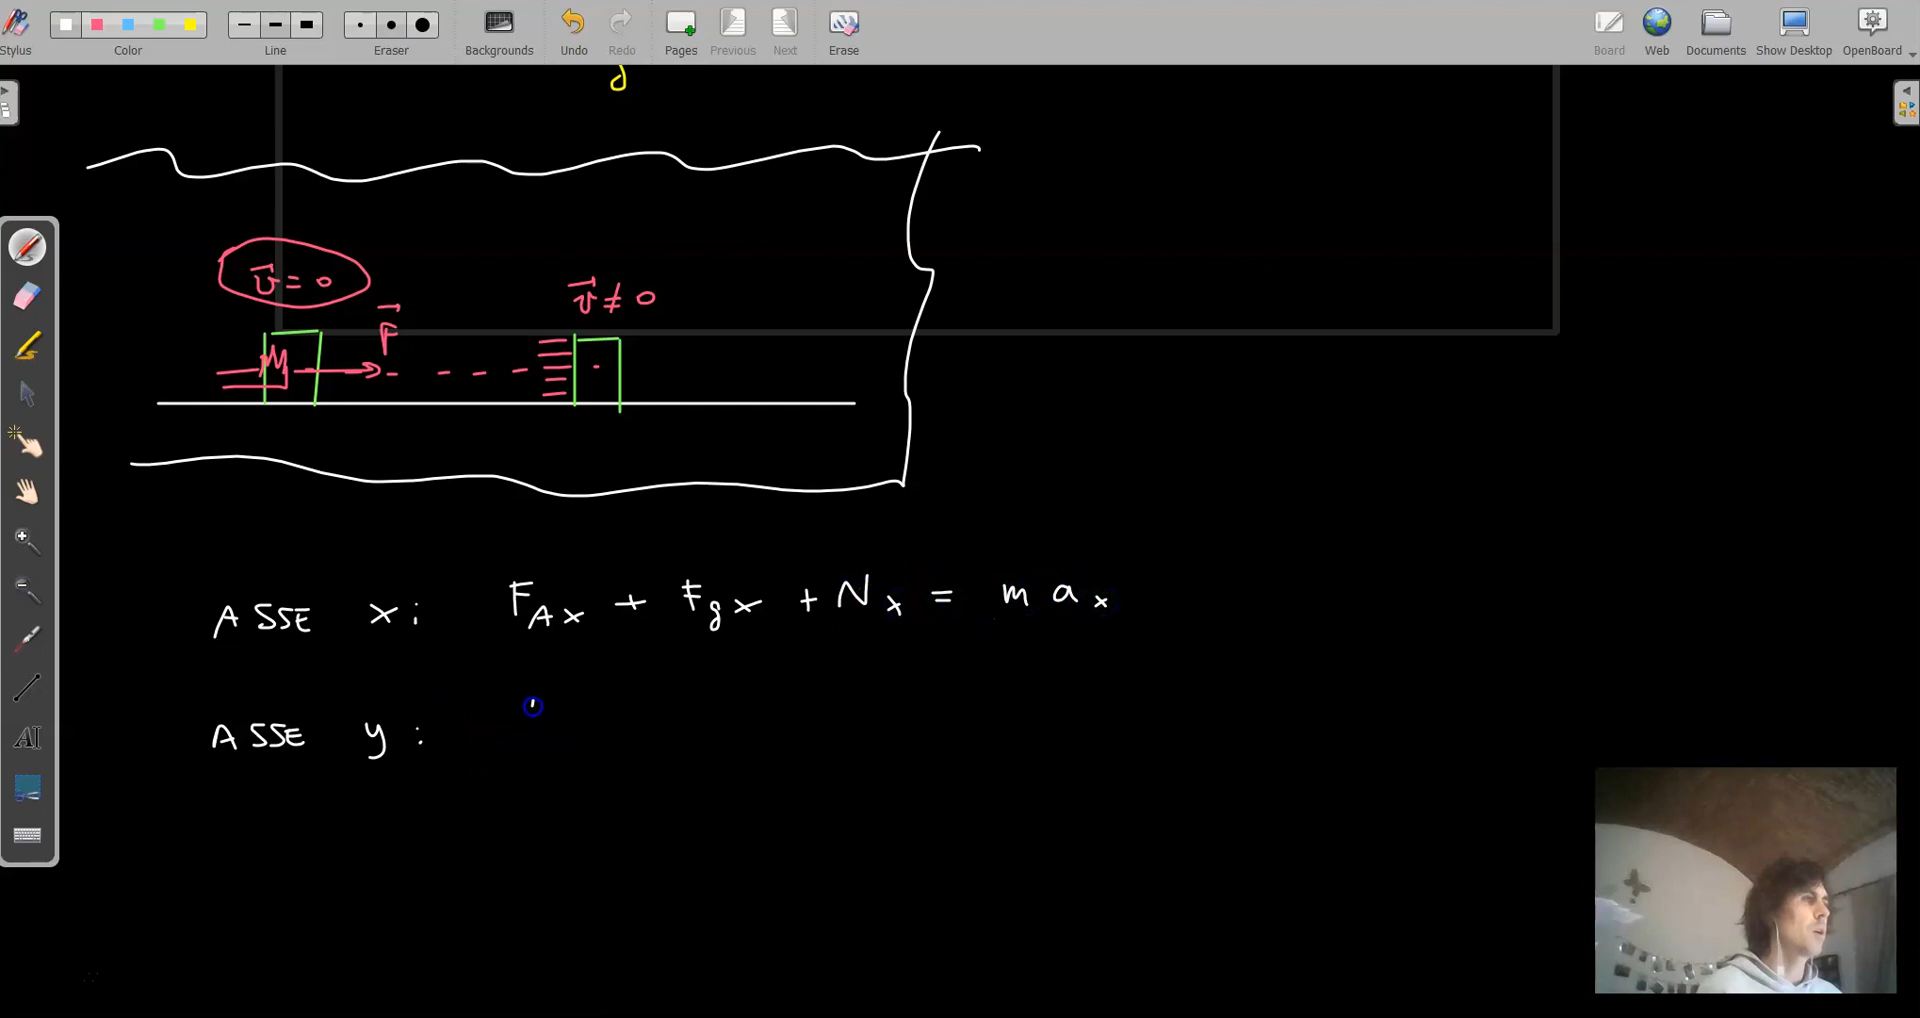 Stylus Color Line Eraser Backgrounds Undo Redo Pages Previous Next Erase Board Web Documents Show Desktop OpenBoard
g
v⃗ = 0
v⃗ ≠ 0
F⃗
M
ASSE x: F_Ax + F_gx + N_x = m a_x
ASSE y:
AI